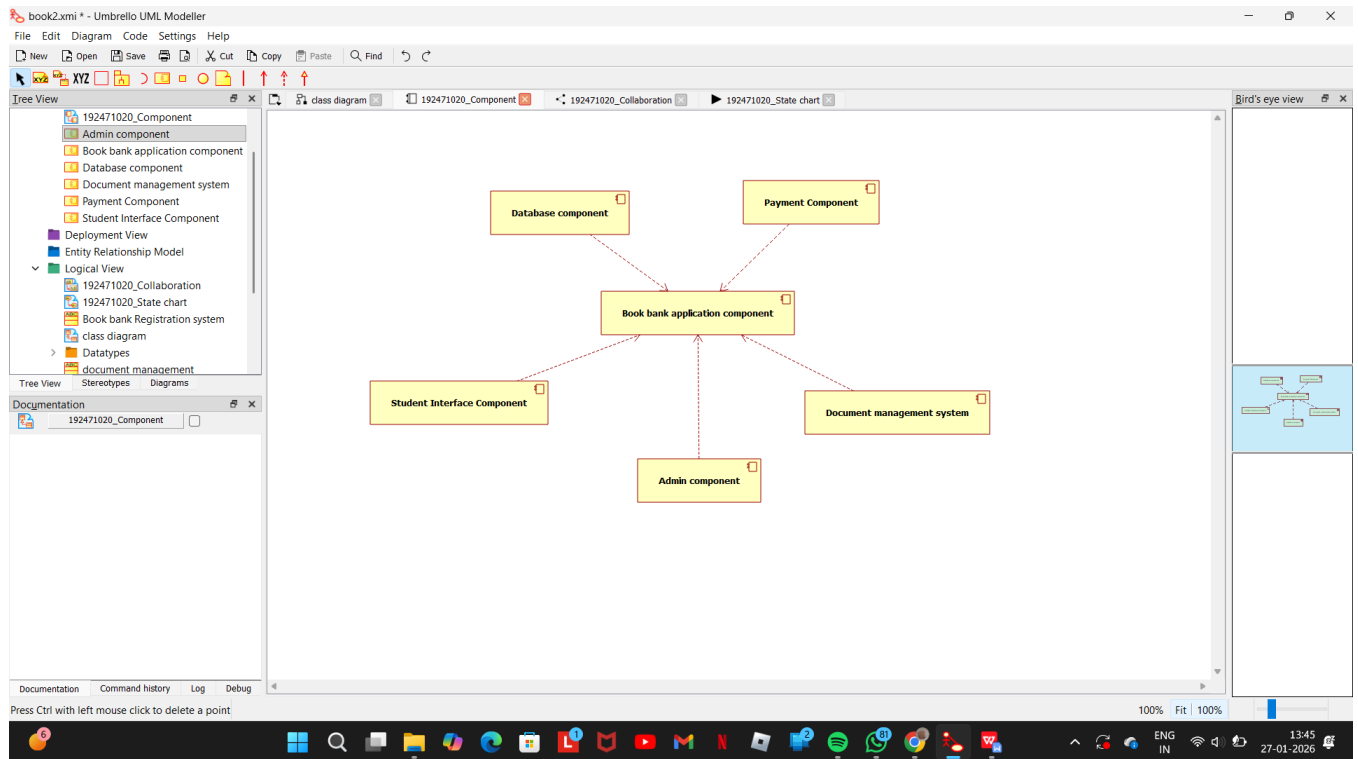 book2.xmi * - Umbrello UML Modeller
File Edit Diagram Code Settings Help
New Open Save Cut Copy Paste Find
XYZ XYZ
Tree View
class diagram 192471020_Component 192471020_Collaboration 192471020_State chart
Bird's eye view
192471020_Component
Admin component
Book bank application component
Database component
Document management system
Payment Component
Student Interface Component
Deployment View
Entity Relationship Model
Logical View
192471020_Collaboration
192471020_State chart
Book bank Registration system
class diagram
Datatypes
document management
Tree View Stereotypes Diagrams
Documentation
192471020_Component
Database component
Payment Component
Book bank application component
Student Interface Component
Document management system
Admin component
Documentation Command history Log Debug
Press Ctrl with left mouse click to delete a point
100% Fit 100%
6
L 1
N
2
81
W
ENG
IN
13:45
27-01-2026